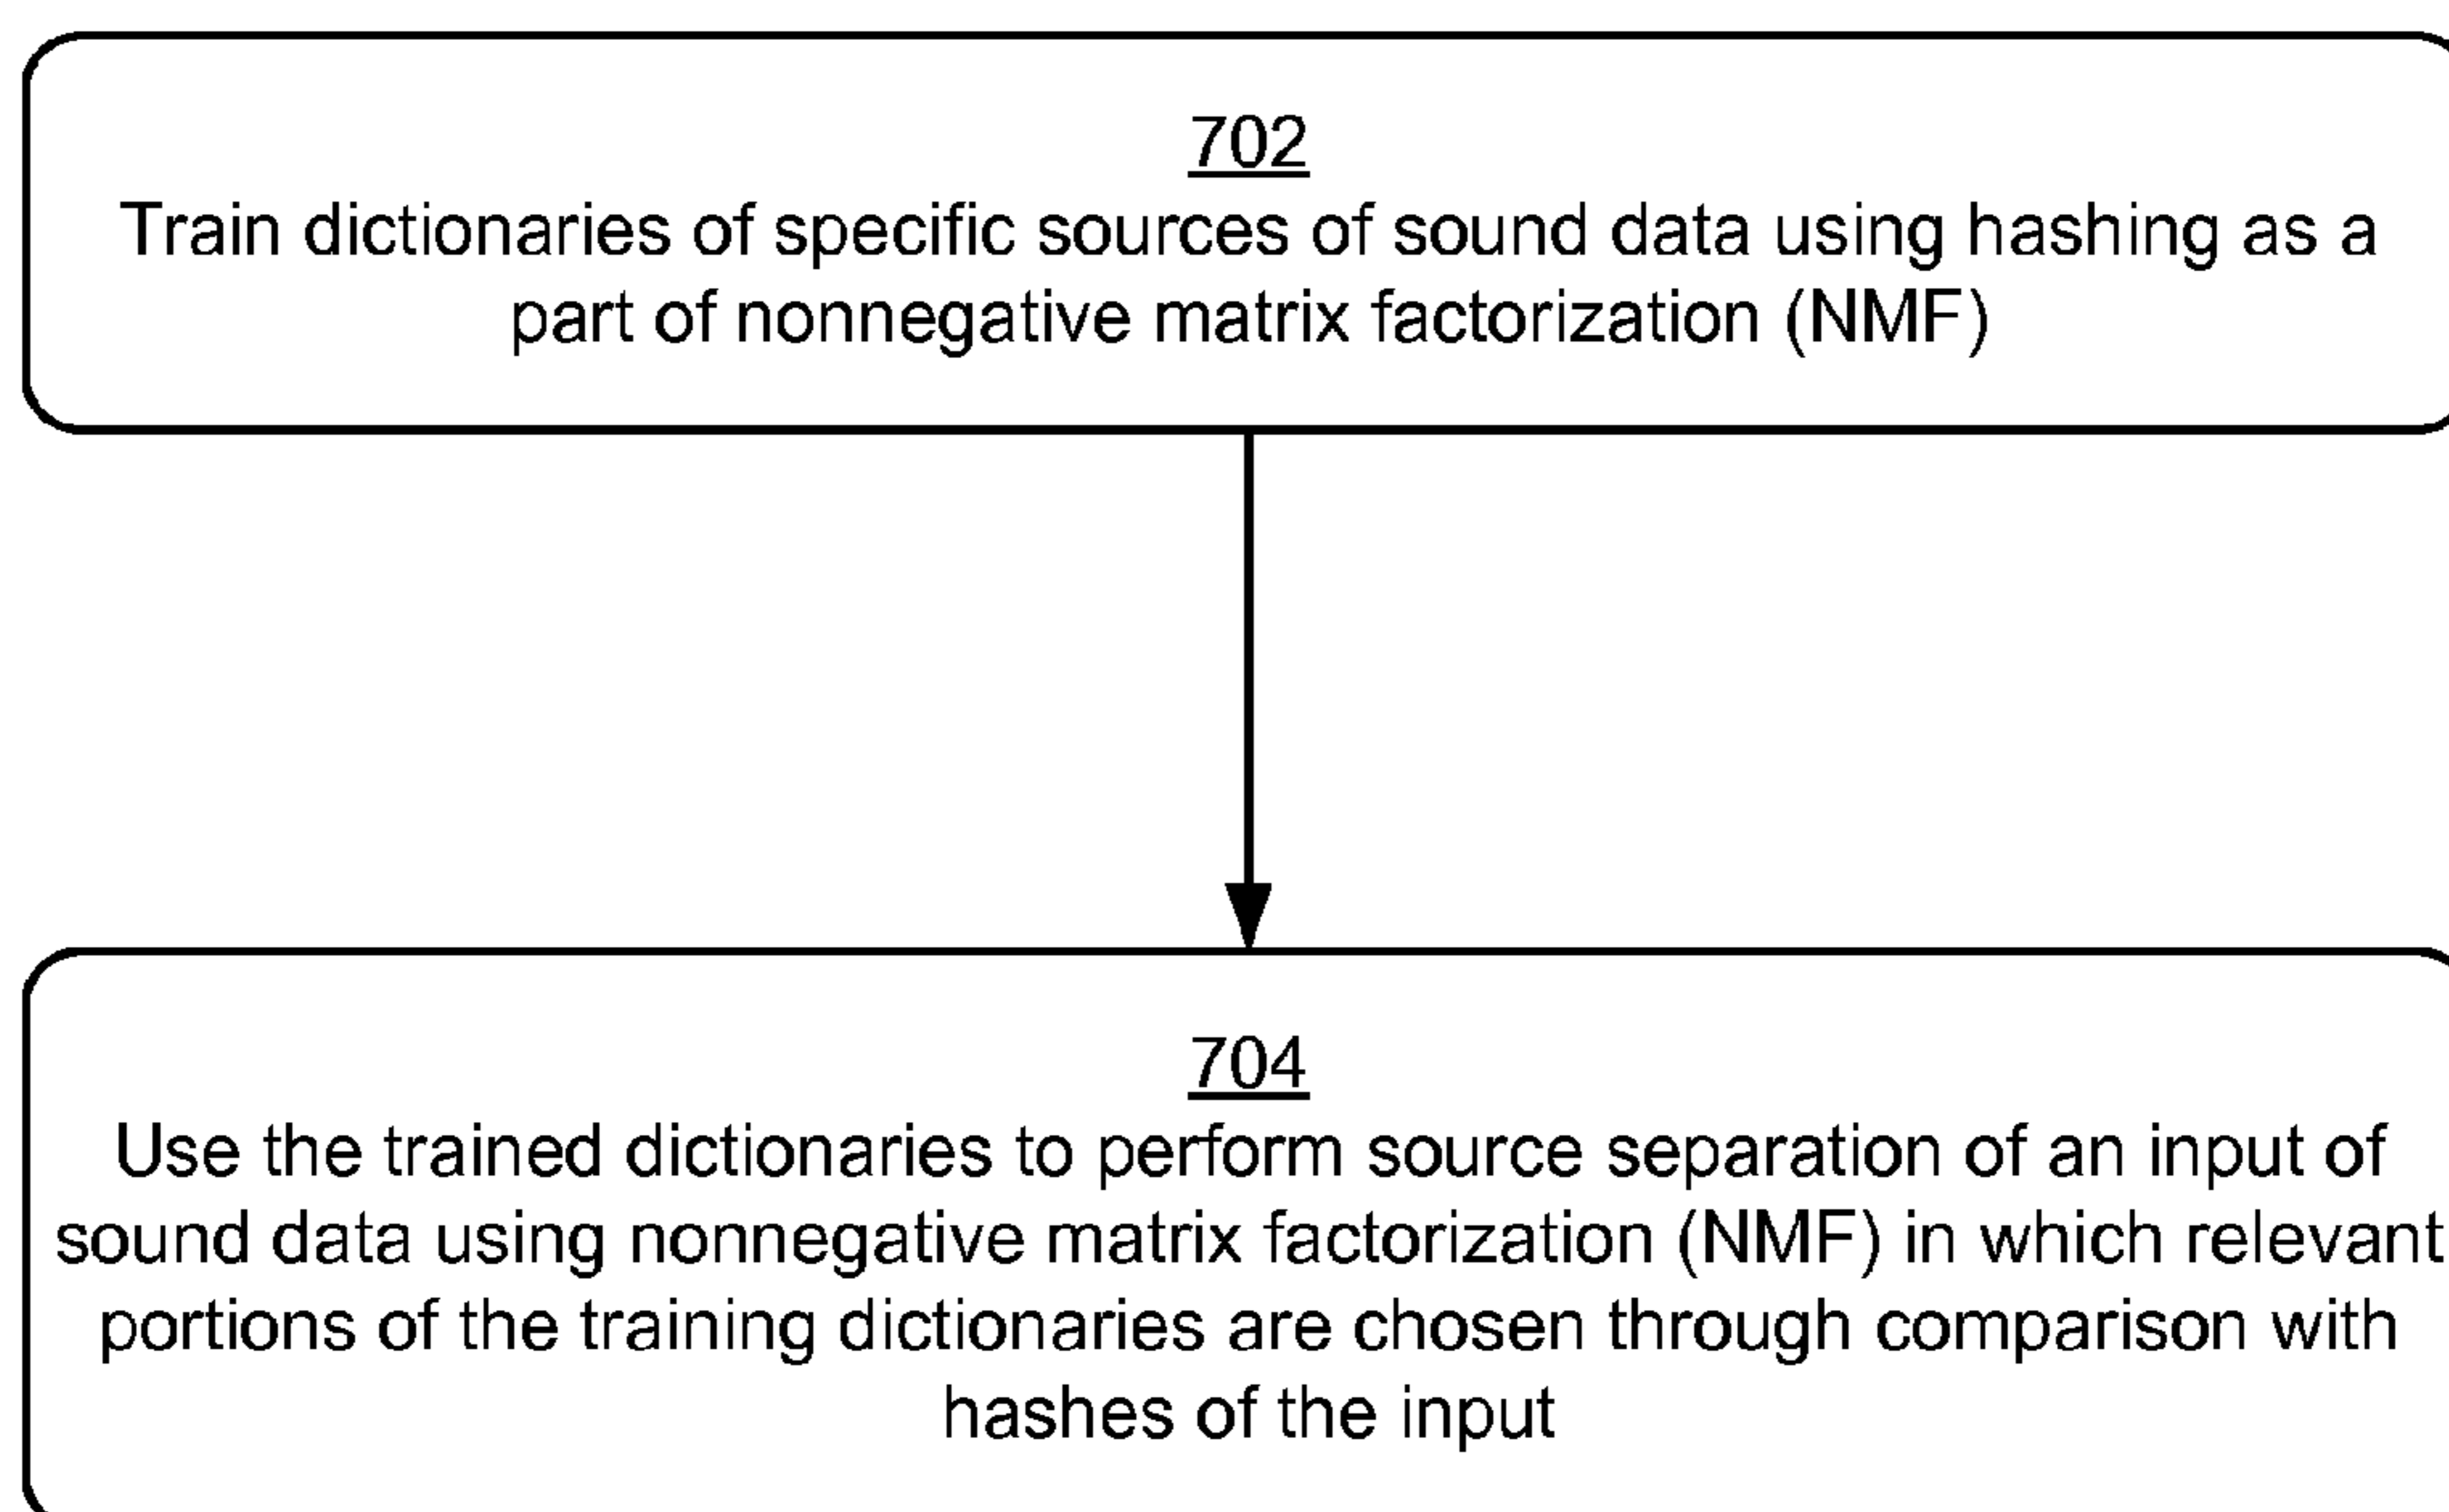 702
Train dictionaries of specific sources of sound data using hashing as a
part of nonnegative matrix factorization (NMF)
704
Use the trained dictionaries to perform source separation of an input of
sound data using nonnegative matrix factorization (NMF) in which relevant
portions of the training dictionaries are chosen through comparison with
hashes of the input